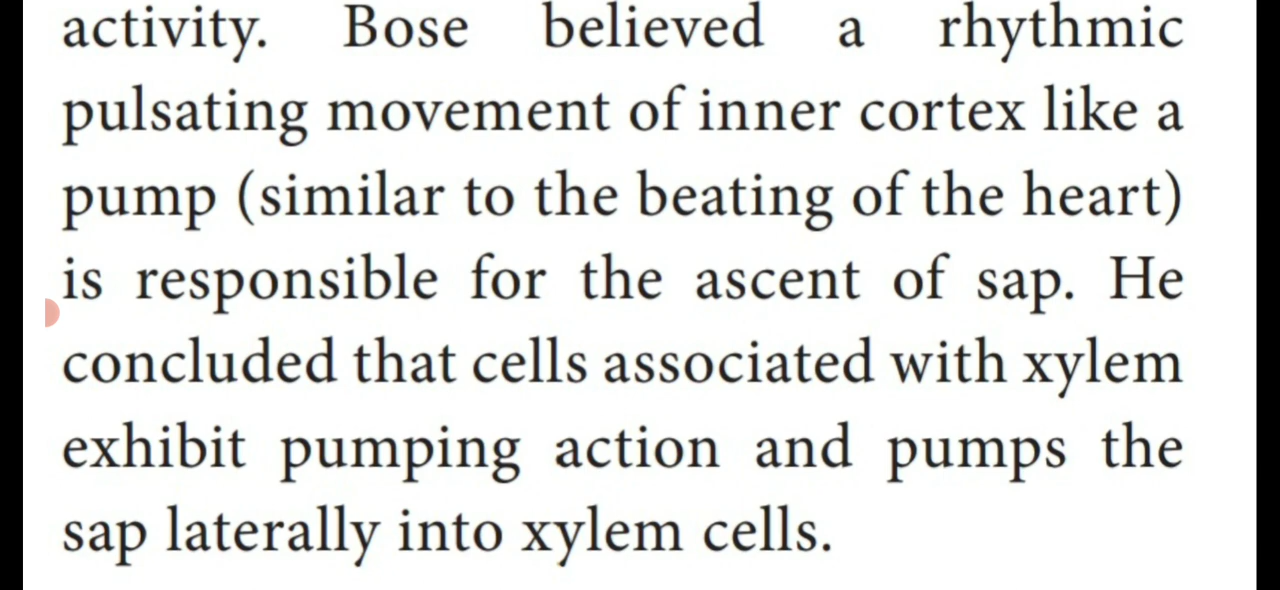 activity. Bose believed a rhythmic
pulsating movement of inner cortex like a
pump (similar to the beating of the heart)
is responsible for the ascent of sap. He
concluded that cells associated with xylem
exhibit pumping action and pumps the
sap laterally into xylem cells.